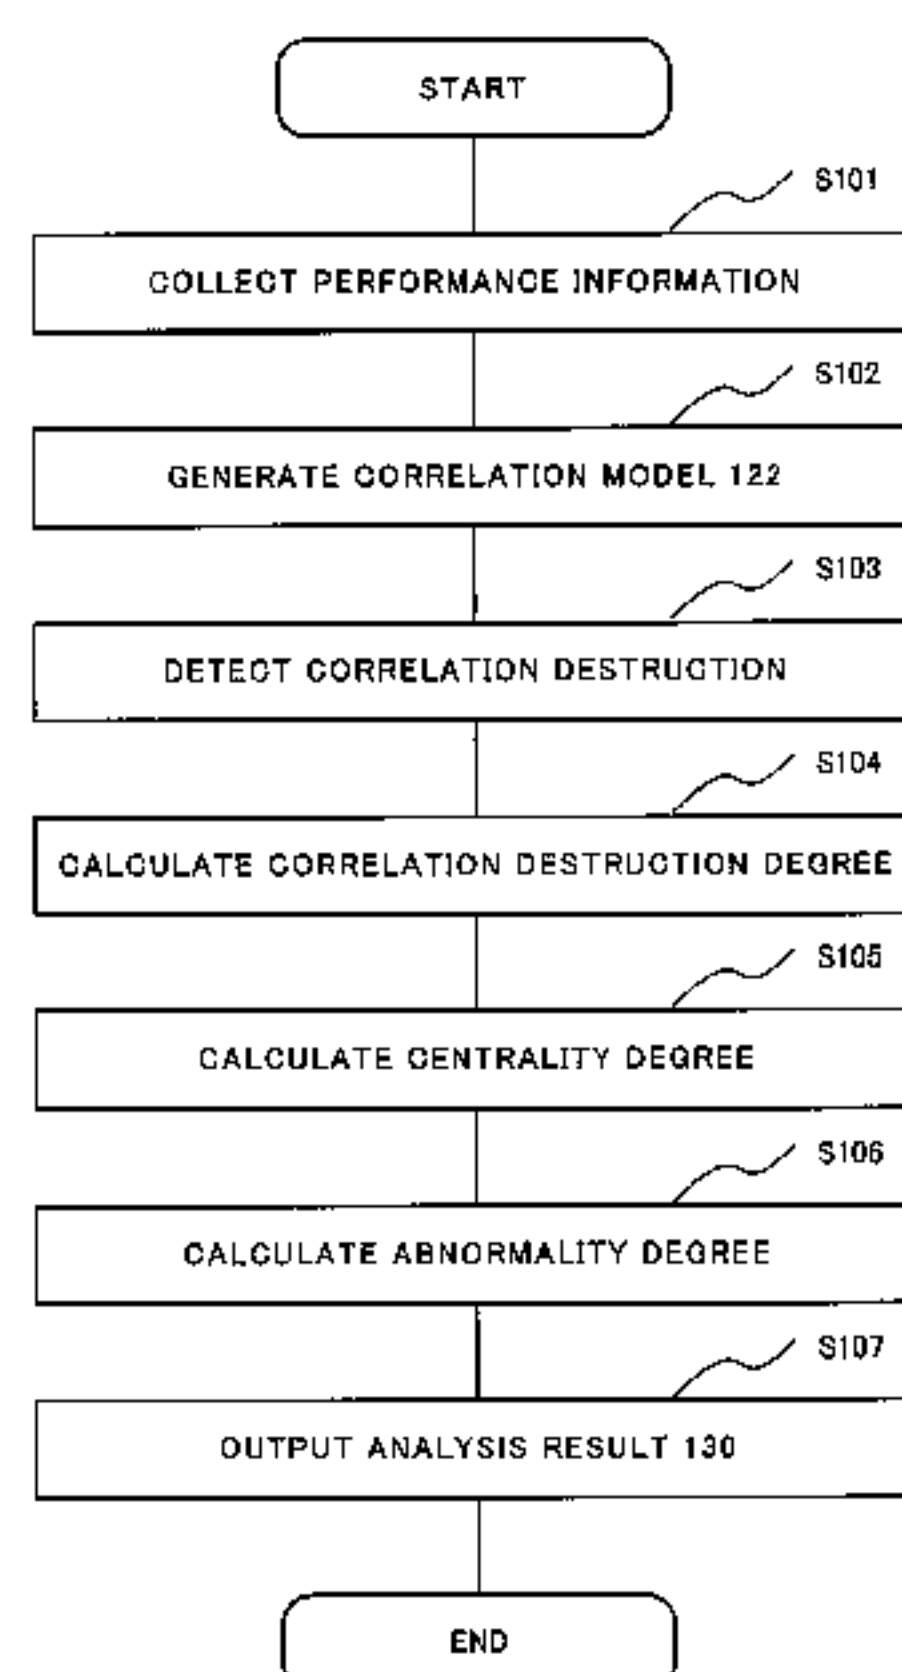 START
S101
COLLECT PERFORMANCE INFORMATION
S102
GENERATE CORRELATION MODEL 122
S103
DETECT CORRELATION DESTRUCTION
S104
CALCULATE CORRELATION DESTRUCTION DEGREE
S105
CALCULATE CENTRALITY DEGREE
S106
CALCULATE ABNORMALITY DEGREE
S107
OUTPUT ANALYSIS RESULT 130
END